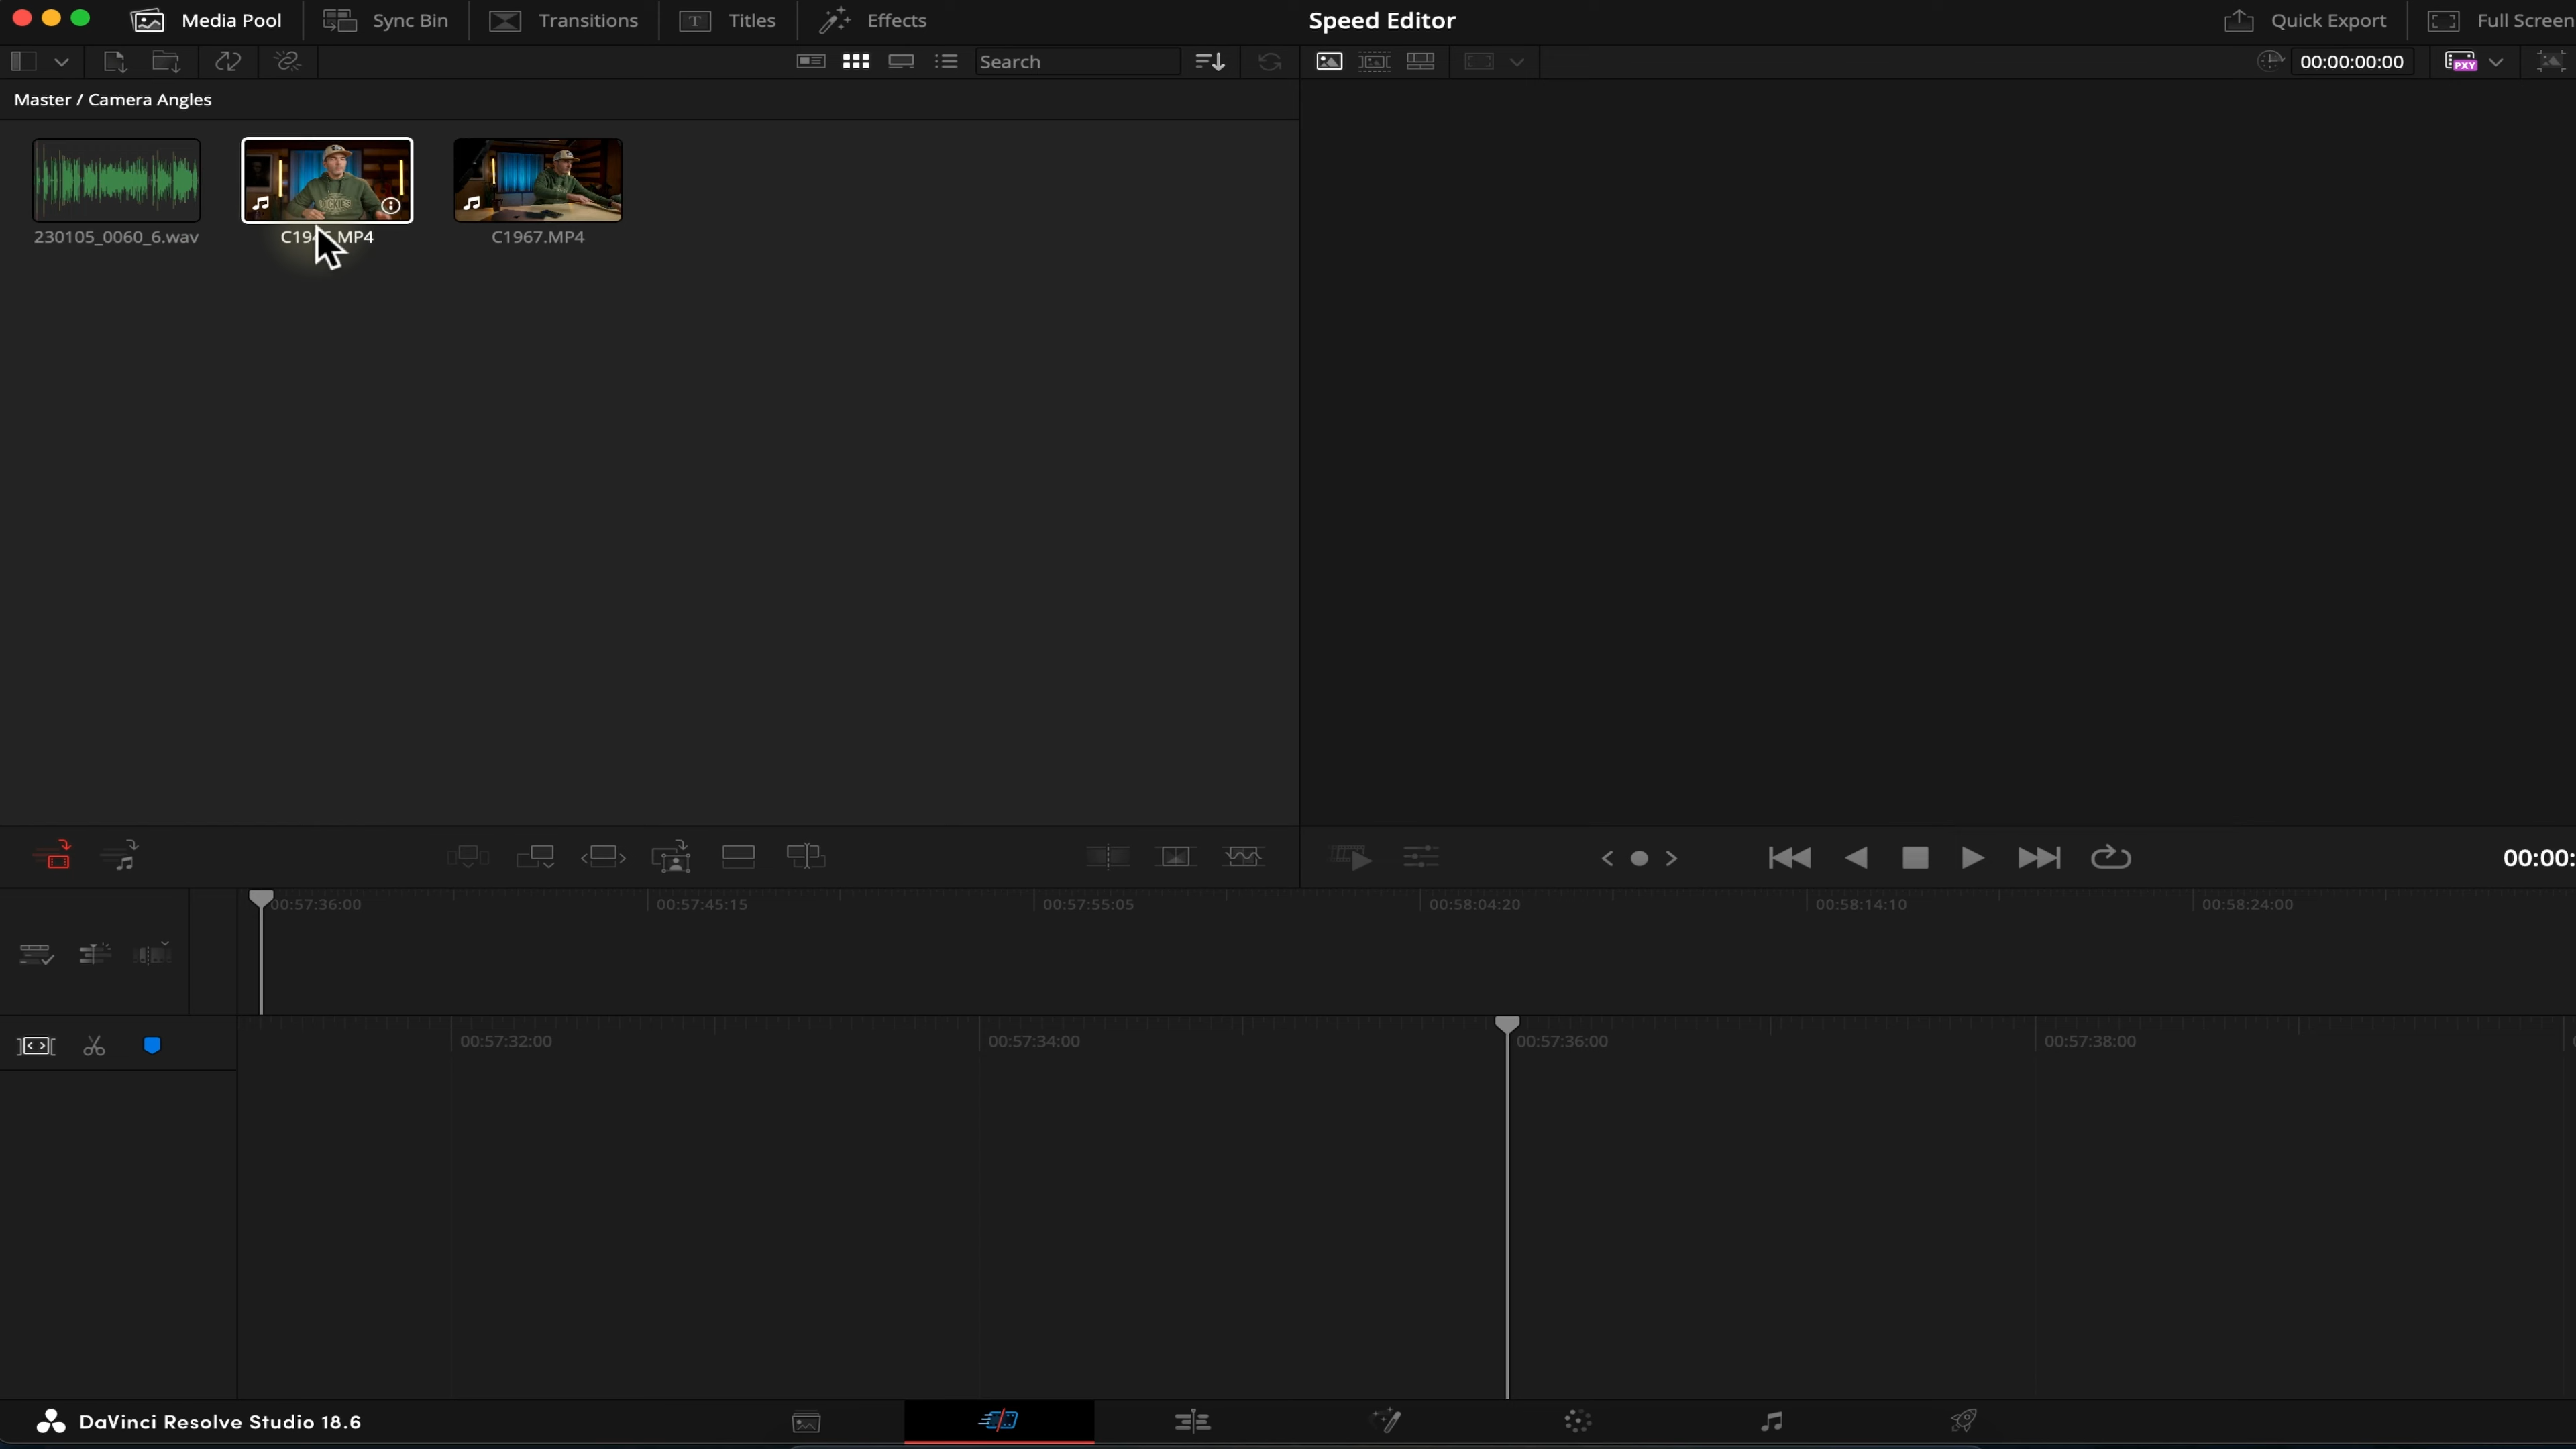 Media Pool
Sync Bin
Transitions
Titles
Effects
Speed Editor
Quick Export
Full Screen
Search
00:00:00:00
PXY
Master / Camera Angles
230105_0060_6.wav
.MP4
C1967.MP4
00:00:
00:57:36:00
00:57:45:15
00:57:55:05
00:58:04:20
00:58:14:10
00:58:24:00
00:57:32:00
00:57:34:00
00:57:36:00
00:57:38:00
DaVinci Resolve Studio 18.6